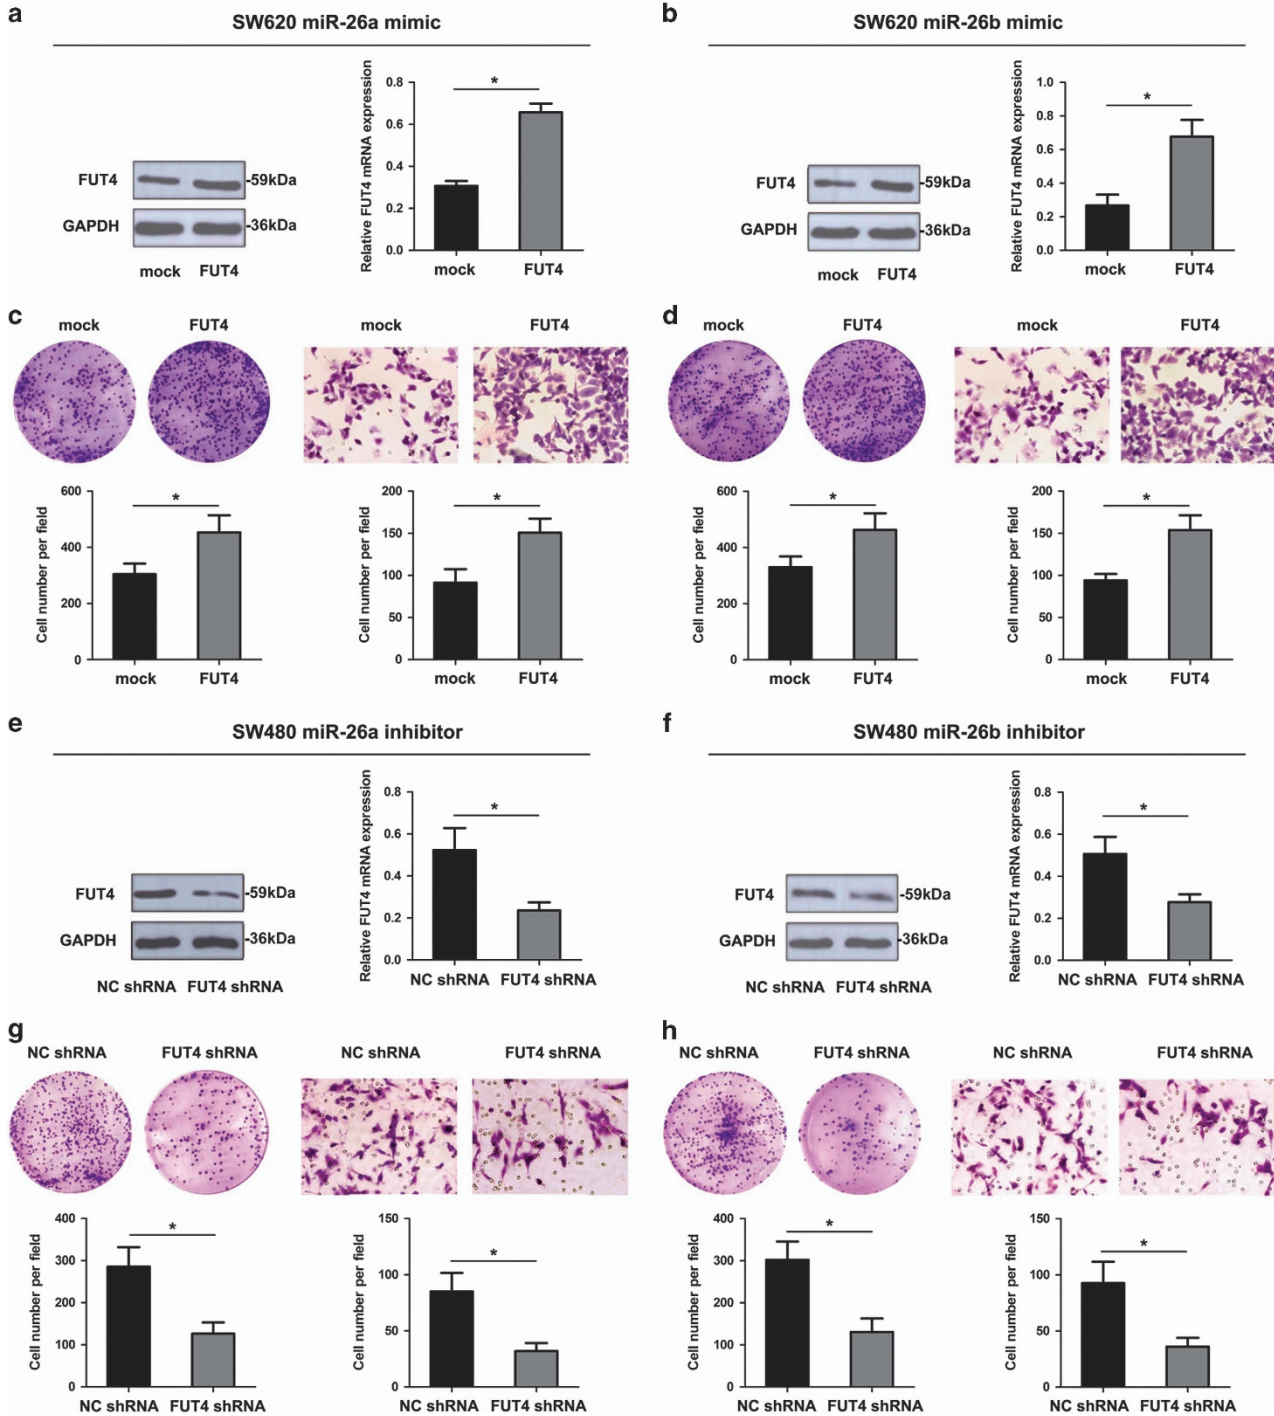 a
SW620 miR-26a mimic
FUT4
-59kDa
GAPDH
-36kDa
mock FUT4
Relative FUT4 mRNA expression
0.8
0.6
0.4
0.2
0.0
*
mock FUT4
b
SW620 miR-26b mimic
FUT4
-59kDa
GAPDH
-36kDa
mock FUT4
Relative FUT4 mRNA expression
1.0
0.8
0.6
0.4
0.2
0.0
*
mock FUT4
c
mock FUT4
mock FUT4
Cell number per field
600
400
200
0
*
mock FUT4
Cell number per field
200
150
100
50
0
*
mock FUT4
d
mock FUT4
mock FUT4
Cell number per field
600
400
200
0
*
mock FUT4
Cell number per field
200
150
100
50
0
*
mock FUT4
e
SW480 miR-26a inhibitor
FUT4
-59kDa
GAPDH
-36kDa
NC shRNA FUT4 shRNA
Relative FUT4 mRNA expression
0.8
0.6
0.4
0.2
0.0
*
NC shRNA FUT4 shRNA
f
SW480 miR-26b inhibitor
FUT4
-59kDa
GAPDH
-36kDa
NC shRNA FUT4 shRNA
Relative FUT4 mRNA expression
0.8
0.6
0.4
0.2
0.0
*
NC shRNA FUT4 shRNA
g
NC shRNA FUT4 shRNA
NC shRNA FUT4 shRNA
Cell number per field
400
300
200
100
0
*
NC shRNA FUT4 shRNA
Cell number per field
150
100
50
0
*
NC shRNA FUT4 shRNA
h
NC shRNA FUT4 shRNA
NC shRNA FUT4 shRNA
Cell number per field
400
300
200
100
0
*
NC shRNA FUT4 shRNA
Cell number per field
150
100
50
0
*
NC shRNA FUT4 shRNA